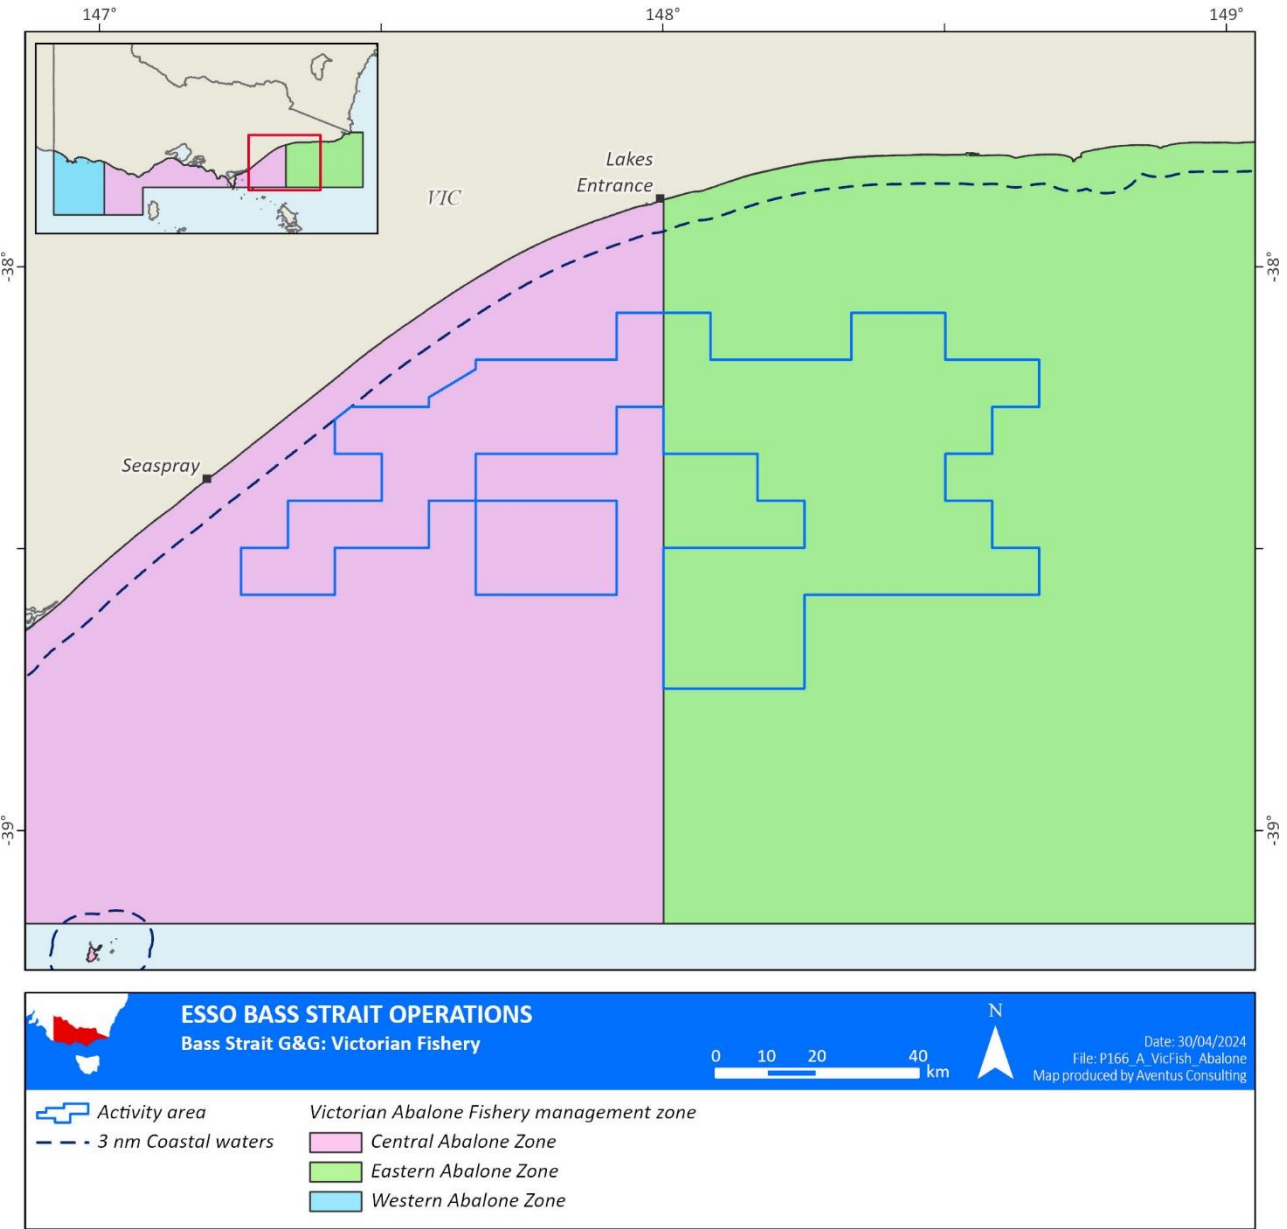 147°
148°
149°
VIC
Lakes
Entrance
-38°
-38°
Seaspray
-39°
-39°
ESSO BASS STRAIT OPERATIONS
Bass Strait G&G: Victorian Fishery
0 10 20 40
km
N
Date: 30/04/2024
File: P166_A_VicFish_Abalone
Map produced by Aventus Consulting
Activity area
3 nm Coastal waters
Victorian Abalone Fishery management zone
Central Abalone Zone
Eastern Abalone Zone
Western Abalone Zone